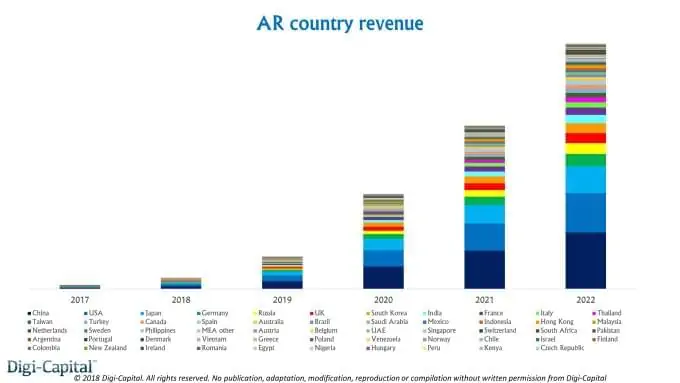 AR country revenue
2017 2018 2019 2020 2021 2022
China USA Japan Germany Russia UK South Korea India France Italy Thailand
Taiwan Turkey Canada Spain Australia Brazil Saudi Arabia Mexico Indonesia Hong Kong Malaysia
Netherlands Sweden Philippines MEA other Austria Belgium UAE Singapore Switzerland South Africa Pakistan
Argentina Portugal Denmark Vietnam Greece Poland Venezuela Norway Chile Israel Finland
Colombia New Zealand Ireland Romania Egypt Nigeria Hungary Peru Kenya Czech Republic
Digi-Capital™
© 2018 Digi-Capital. All rights reserved. No publication, adaptation, modification, reproduction or compilation without written permission from Digi-Capital